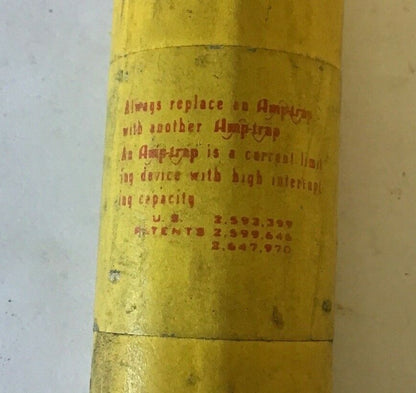 Always replace an Amp-trap
with another Amp-trap
An Amp-trap is a current limit
ing device with high interrupt
ing capacity
U.S. 2,593,399
PATENTS 2,599,646
2,647,970